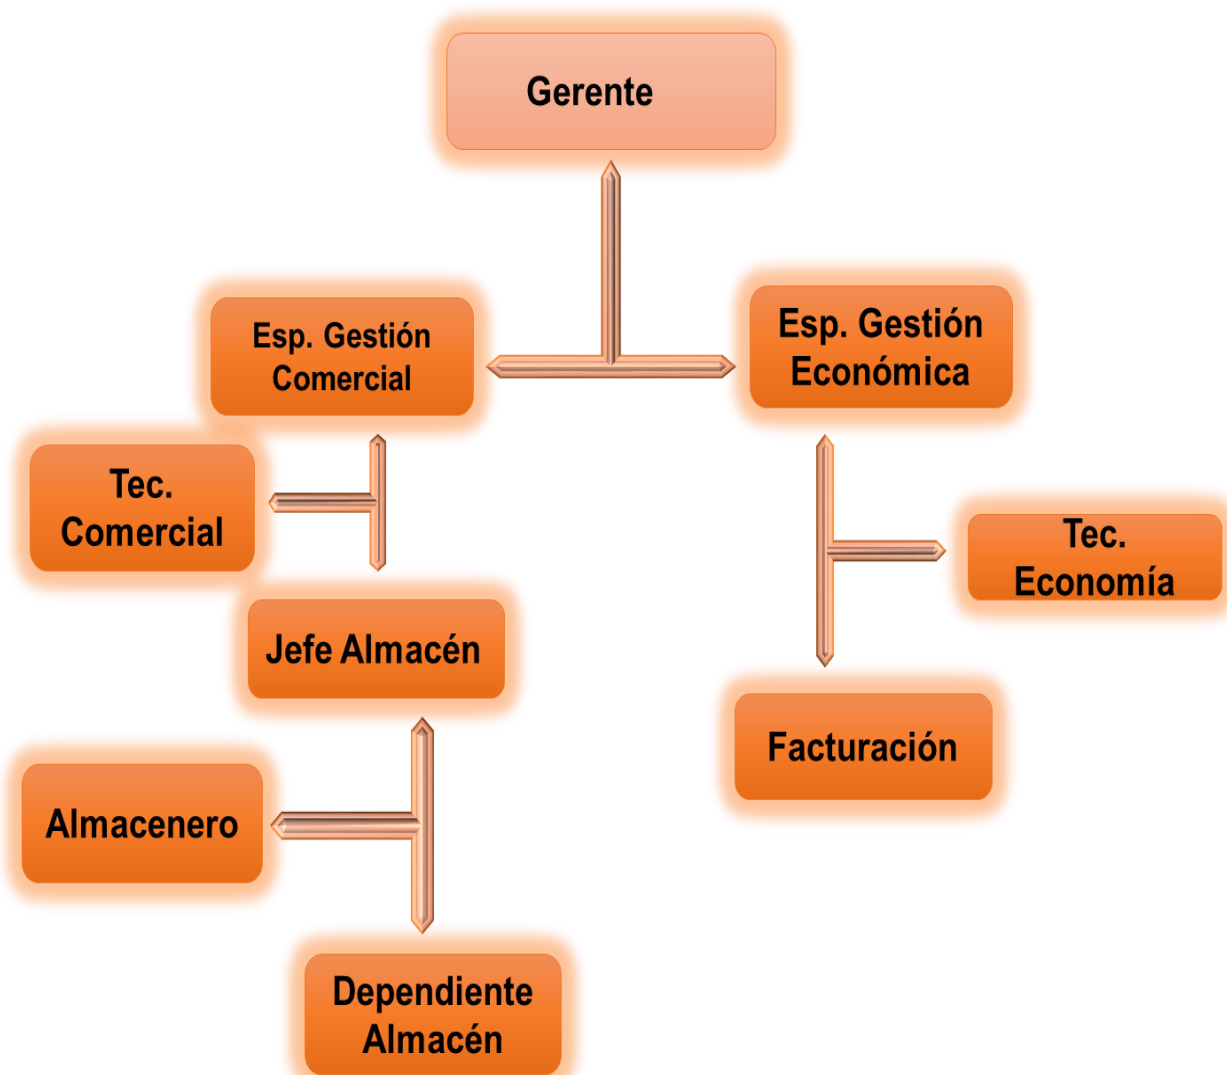 Gerente
Esp. Gestión
Comercial
Esp. Gestión
Económica
Tec.
Comercial
Tec.
Economía
Jefe Almacén
Facturación
Almacenero
Dependiente
Almacén